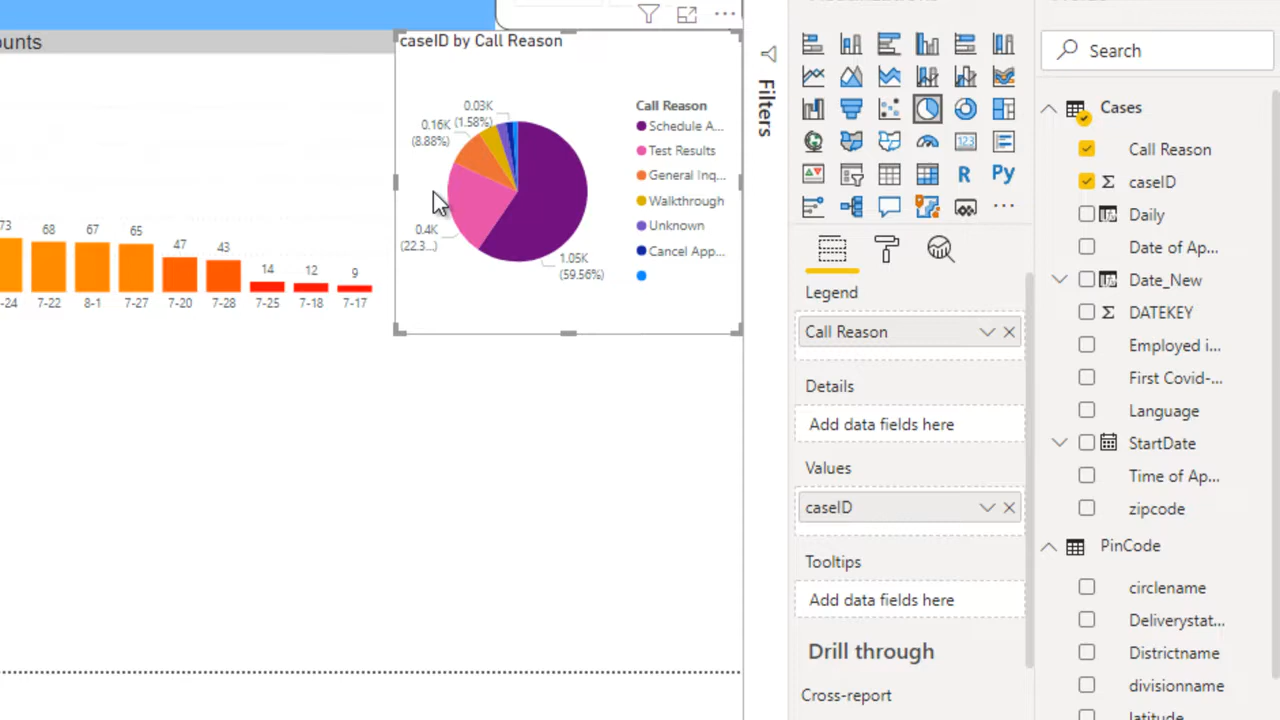 ounts
73
68
67
65
47
43
14
12
9
-24
7-22
8-1
7-27
7-20
7-28
7-25
7-18
7-17
caseID by Call Reason
0.03K
(1.58%)
0.16K
(8.88%)
0.4K
(22.3...)
1.05K
(59.56%)
Call Reason
Schedule A...
Test Results
General Inq...
Walkthrough
Unknown
Cancel App...
Filters
123
R
Py
Legend
Call Reason
Details
Add data fields here
Values
caseID
Tooltips
Add data fields here
Drill through
Cross-report
Search
Cases
Call Reason
Σ caseID
Daily
Date of Ap...
Date_New
Σ DATEKEY
Employed i...
First Covid-...
Language
StartDate
Time of Ap...
zipcode
PinCode
circlename
Deliverystat...
Districtname
divisionname
latitude